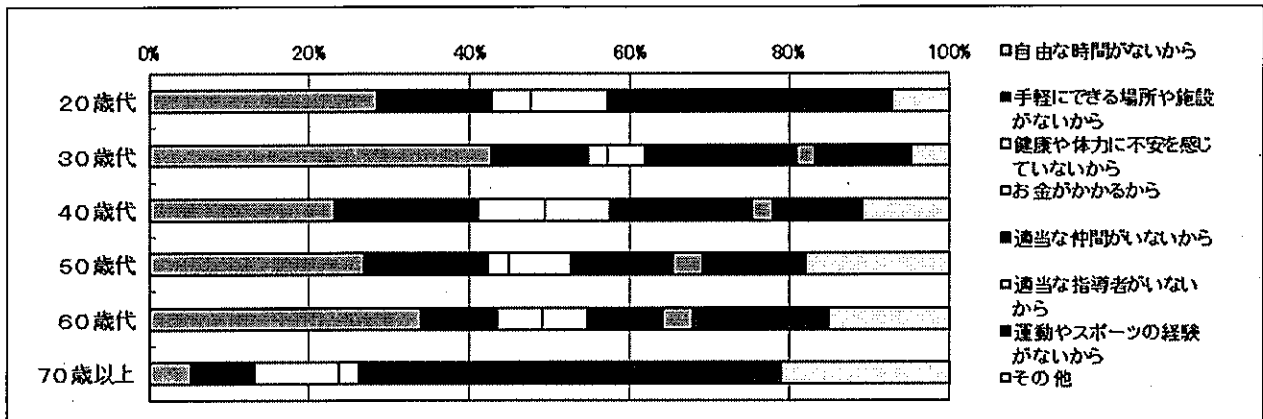 0%
20%
40%
60%
80%
100%
20歳代
30歳代
40歳代
50歳代
60歳代
70歳以上
自由な時間がないから
手軽にできる場所や施設
がないから
健康や体力に不安を感じ
ていないから
お金がかかるから
適当な仲間がいないから
適当な指導者がいない
から
運動やスポーツの経験
がないから
その他